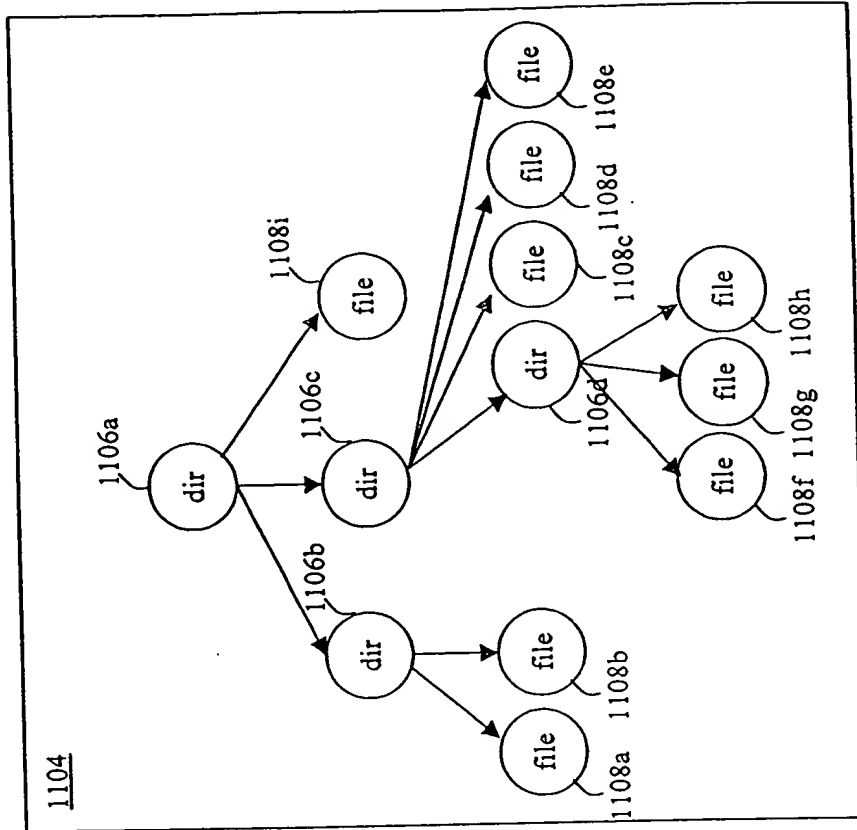 1104
1106a
dir
1108i
file
1106b
dir
1106c
dir
file
1108a
file
1108b
dir
1106d
file
1108c
file
1108d
file
1108e
file
1108f
file
1108g
file
1108h